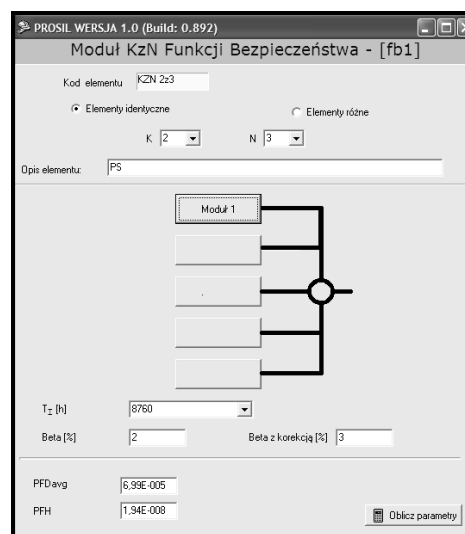 PROSIL WERSJA 1.0 (Build: 0.892)
Moduł KzN Funkcji Bezpieczeństwa - [fb1]
Kod elementu KZN 2z3
Elementy identyczne Elementy różne
K 2 N 3
Opis elementu: PS
Moduł 1
T_I [h] 8760
Beta [%] 2 Beta z korekcją [%] 3
PFDavg 6,99E-005
PFH 1,94E-008
Oblicz parametry